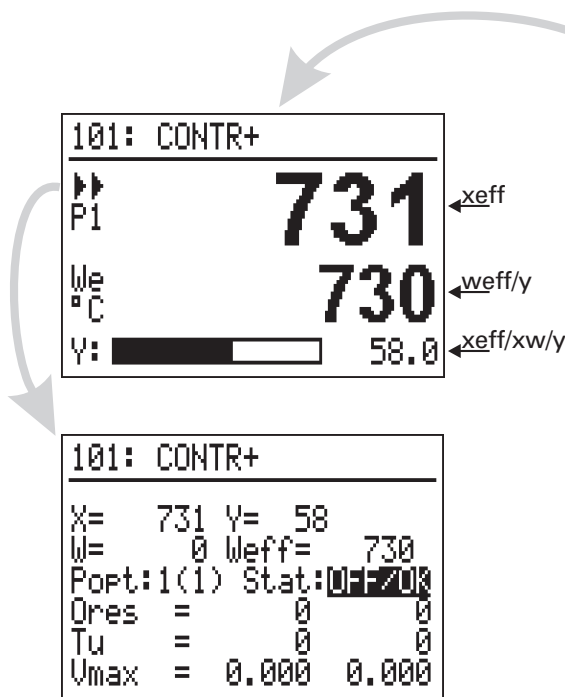 101: CONTR+
P1 731 xeff
We
°C 730 weff/y
Y: 58.0 xeff/xw/y
101: CONTR+
X= 731 Y= 58
W= 0 Weff= 730
Popt:1(1) Stat:OFF/OK
Ores = 0 0
Tu = 0 0
Vmax = 0.000 0.000